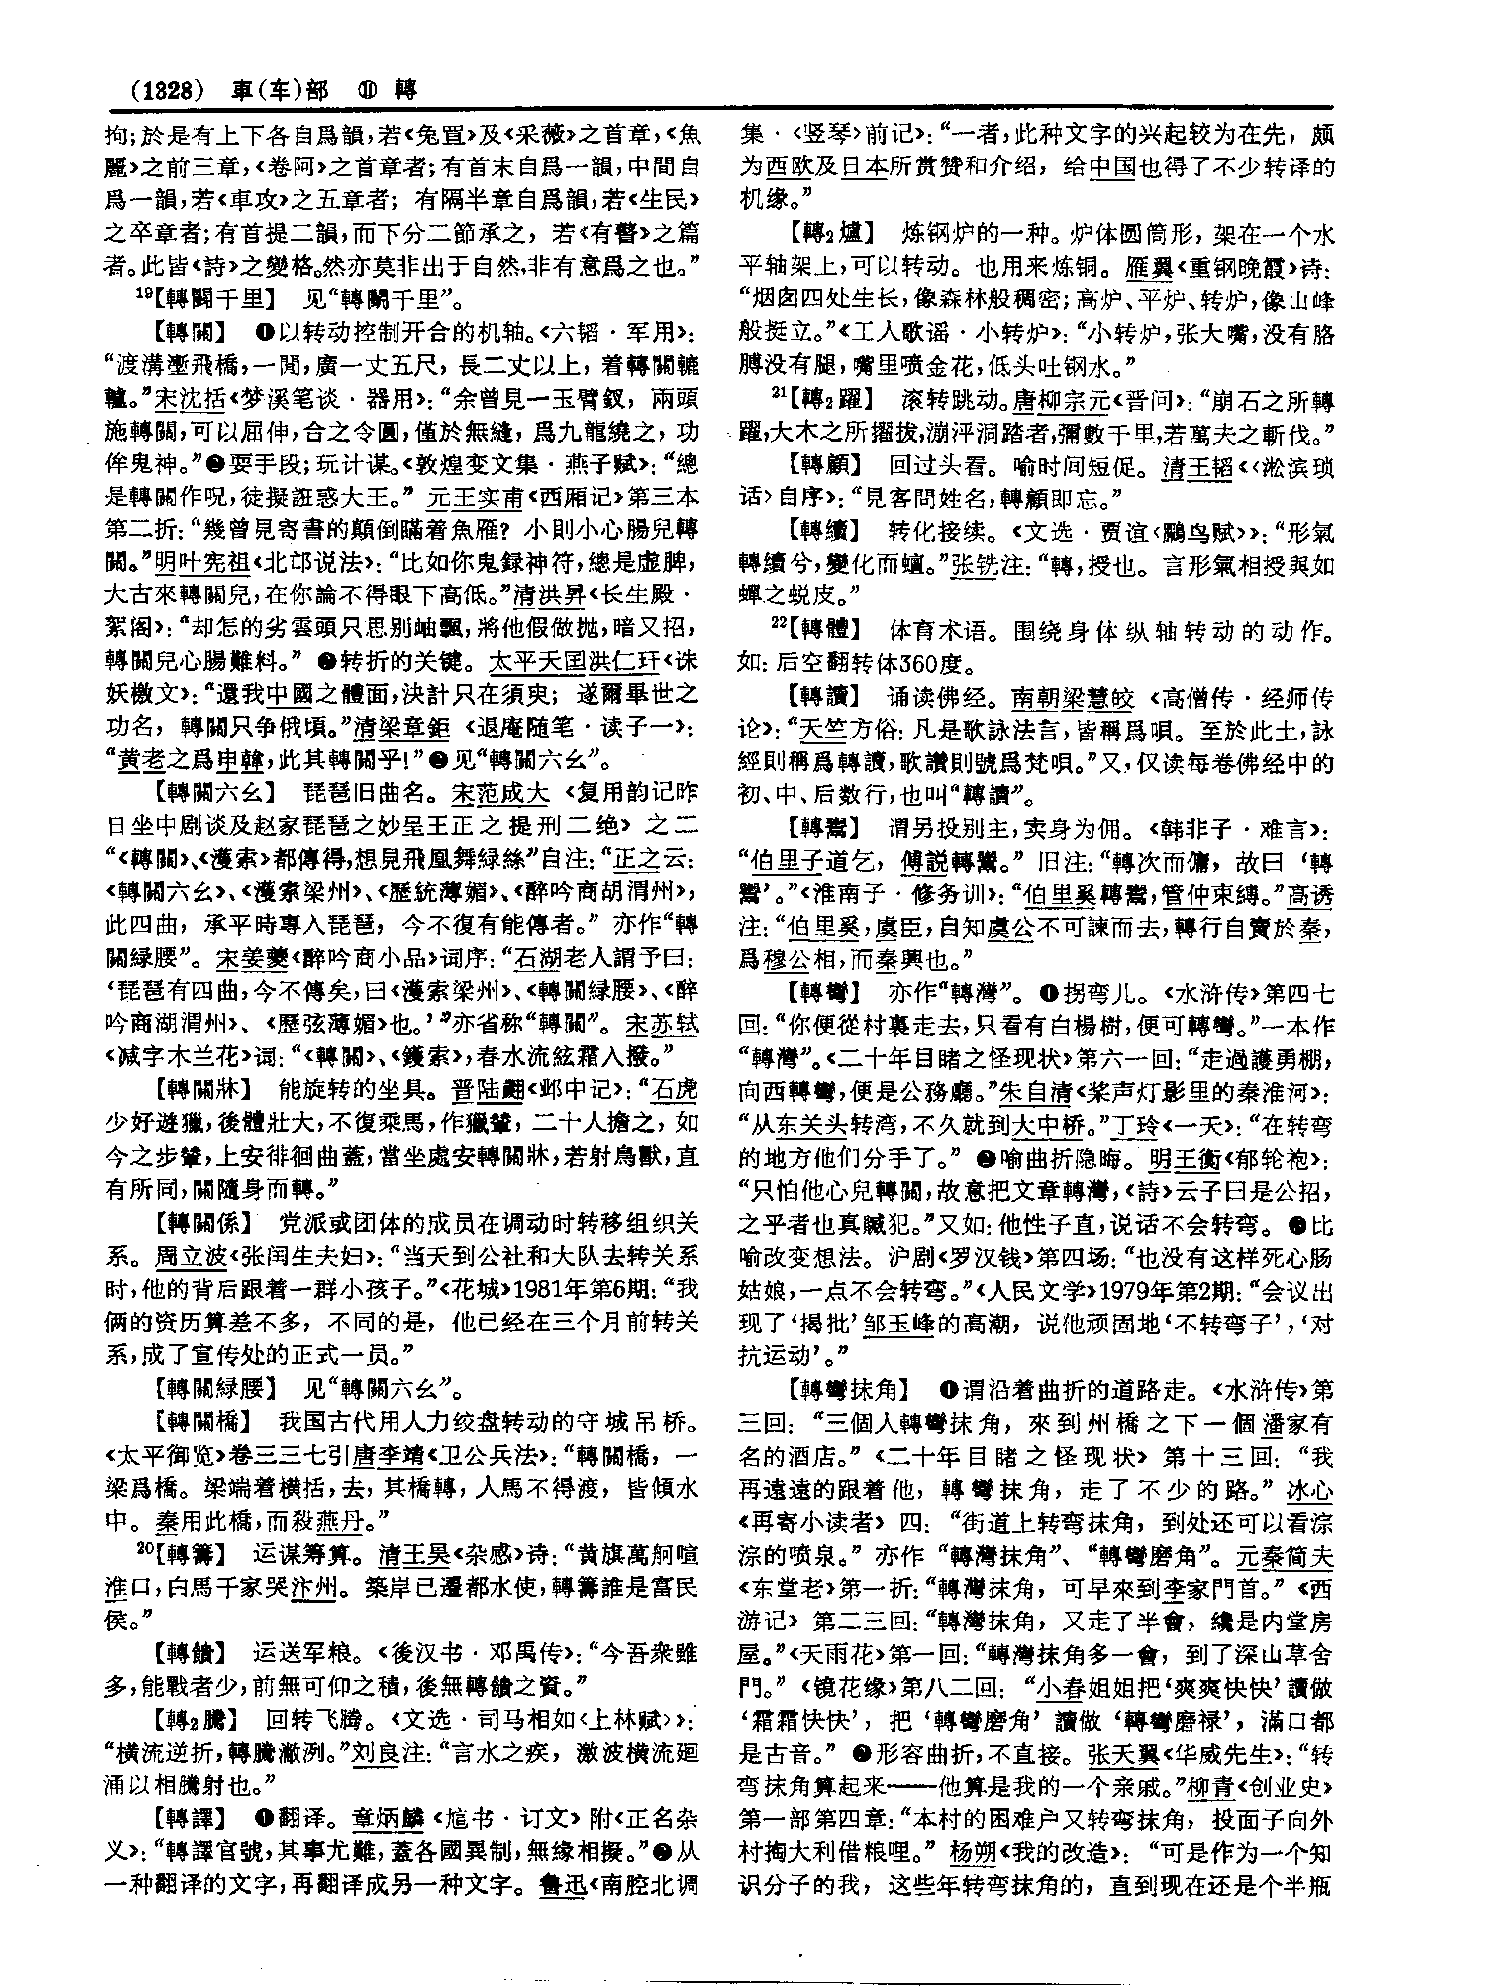 (1328) 車(车)部 ⑪ 轉
拘;於是有上下各自爲韻,若《兔罝》及《采薇》之首章,《魚
麗》之前三章,《卷阿》之首章者;有首末自爲一韻,中間自
爲一韻,若《車攻》之五章者;有隔半章自爲韻,若《生民》
之卒章者;有首提二韻,而下分二節承之,若《有瞽》之篇
者。此皆《詩》之變格。然亦莫非出于自然,非有意爲之也。”
19【轉鬭千里】 见“轉鬭千里”。
【轉關】 ❶以转动控制开合的机轴。《六韬·军用》:
“渡溝壍飛橋,一閒,廣一丈五尺,長二丈以上,着轉關轆
轤。”宋沈括《梦溪笔谈·器用》:“余曾見一玉臂釵,兩頭
施轉關,可以屈伸,合之令圓,僅於無縫,爲九龍繞之,功
侔鬼神。”❷耍手段;玩计谋。《敦煌变文集·燕子赋》:“總
是轉關作呪,徒擬誑惑大王。”元王实甫《西厢记》第三本
第二折:“幾曾見寄書的顛倒瞞着魚雁?小則小心腸兒轉
關。”明叶宪祖《北邙说法》:“比如你鬼録神符,總是虚脾,
大古來轉關兒,在你論不得眼下高低。”清洪昇《长生殿·
絮阁》:“却怎的劣雲頭只思别岫飄,將他假做抛,暗又招,
轉關兒心腸難料。”❸转折的关键。太平天囯洪仁玕《诛
妖檄文》:“還我中國之體面,決計只在須臾;遂爾畢世之
功名,轉關只争俄頃。”清梁章鉅《退庵随笔·读子一》:
“黄老之爲申韓,此其轉關乎!”❹见“轉關六幺”。
【轉關六幺】 琵琶旧曲名。宋范成大《复用韵记昨
日坐中剧谈及赵家琵琶之妙呈王正之提刑二绝》之二
“《轉關》、《濩索》都傳得,想見飛凰舞緑絲”自注:“正之云:
《轉關六幺》、《濩索梁州》、《歷統薄媚》、《醉吟商胡渭州》,
此四曲,承平時專入琵琶,今不復有能傳者。”亦作“轉
關緑腰”。宋姜夔《醉吟商小品》词序:“石湖老人謂予曰:
‘琵琶有四曲,今不傳矣,曰《濩索梁州》、《轉關緑腰》、《醉
吟商湖渭州》、《歷弦薄媚》也。’”亦省称“轉關”。宋苏轼
《减字木兰花》词:“《轉關》、《鑊索》,春水流絃霜入撥。”
【轉關牀】 能旋转的坐具。晋陆翽《邺中记》:“石虎
少好遊獵,後體壯大,不復乘馬,作獵輦,二十人擔之,如
今之步輦,上安徘徊曲蓋,當坐處安轉關牀,若射鳥獸,直
有所同,關隨身而轉。”
【轉關係】 党派或团体的成员在调动时转移组织关
系。周立波《张闰生夫妇》:“当天到公社和大队去转关系
时,他的背后跟着一群小孩子。”《花城》1981年第6期:“我
俩的资历算差不多,不同的是,他已经在三个月前转关
系,成了宣传处的正式一员。”
【轉關緑腰】 见“轉關六幺”。
【轉關橋】 我国古代用人力绞盘转动的守城吊桥。
《太平御览》卷三三七引唐李靖《卫公兵法》:“轉關橋,一
梁爲橋。梁端着横括,去,其橋轉,人馬不得渡,皆傾水
中。秦用此橋,而殺燕丹。”
20【轉籌】 运谋筹算。清王昊《杂感》诗:“黄旗萬舸喧
淮口,白馬千家哭汴州。築岸已遷都水使,轉籌誰是富民
侯。”
【轉饋】 运送军粮。《後汉书·邓禹传》:“今吾衆雖
多,能戰者少,前無可仰之積,後無轉饋之資。”
【轉2騰】 回转飞腾。《文选·司马相如〈上林赋〉》:
“横流逆折,轉騰潎洌。”刘良注:“言水之疾,激波横流廻
涌以相騰射也。”
【轉譯】 ❶翻译。章炳麟《訄书·订文》附《正名杂
义》:“轉譯官號,其事尤難,蓋各國異制,無緣相擬。”❷从
一种翻译的文字,再翻译成另一种文字。鲁迅《南腔北调
集·〈竖琴〉前记》:“一者,此种文字的兴起较为在先,颇
为西欧及日本所赏赞和介绍,给中国也得了不少转译的
机缘。”
【轉2爐】 炼钢炉的一种。炉体圆筒形,架在一个水
平轴架上,可以转动。也用来炼铜。雁翼《重钢晚霞》诗:
“烟囱四处生长,像森林般稠密;高炉、平炉、转炉,像山峰
般挺立。”《工人歌谣·小转炉》:“小转炉,张大嘴,没有胳
膊没有腿,嘴里喷金花,低头吐钢水。”
21【轉2躍】 滚转跳动。唐柳宗元《晋问》:“崩石之所轉
躍,大木之所擢拔,漰泙洞踏者,彌數千里,若萬夫之斬伐。”
【轉顧】 回过头看。喻时间短促。清王韬《〈淞滨琐
话〉自序》:“見客問姓名,轉顧即忘。”
【轉續】 转化接续。《文选·贾谊〈鵩鸟赋〉》:“形氣
轉續兮,變化而蟺。”张铣注:“轉,授也。言形氣相授與如
蟬之蜕皮。”
22【轉體】 体育术语。围绕身体纵轴转动的动作。
如:后空翻转体360度。
【轉讀】 诵读佛经。南朝梁慧皎《高僧传·经师传
论》:“天竺方俗:凡是歌詠法言,皆稱爲唄。至於此土,詠
經則稱爲轉讀,歌讚則號爲梵唄。”又,仅读每卷佛经中的
初、中、后数行,也叫“轉讀”。
【轉鬻】 谓另投别主,卖身为佣。《韩非子·难言》:
“伯里子道乞,傅説轉鬻。”旧注:“轉次而傭,故曰‘轉
鬻’。”《淮南子·修务训》:“伯里奚轉鬻,管仲束縛。”高诱
注:“伯里奚,虞臣,自知虞公不可諫而去,轉行自賣於秦,
爲穆公相,而秦興也。”
【轉彎】 亦作“轉灣”。❶拐弯儿。《水浒传》第四七
回:“你便從村裏走去,只看有白楊樹,便可轉彎。”一本作
“轉灣”。《二十年目睹之怪现状》第六一回:“走過護勇棚,
向西轉彎,便是公務廳。”朱自清《桨声灯影里的秦淮河》:
“从东关头转湾,不久就到大中桥。”丁玲《一天》:“在转弯
的地方他们分手了。”❷喻曲折隐晦。明王衡《郁轮袍》:
“只怕他心兒轉關,故意把文章轉灣,《詩》云子曰是公招,
之乎者也真贓犯。”又如:他性子直,说话不会转弯。❸比
喻改变想法。沪剧《罗汉钱》第四场:“也没有这样死心肠
姑娘,一点不会转弯。”《人民文学》1979年第2期:“会议出
现了‘揭批’邹玉峰的高潮,说他顽固地‘不转弯子’,‘对
抗运动’。”
【轉彎抹角】 ❶谓沿着曲折的道路走。《水浒传》第
三回:“三個人轉彎抹角,來到州橋之下一個潘家有
名的酒店。”《二十年目睹之怪现状》第十三回:“我
再遠遠的跟着他,轉彎抹角,走了不少的路。”冰心
《再寄小读者》四:“街道上转弯抹角,到处还可以看淙
淙的喷泉。”亦作“轉灣抹角”、“轉彎磨角”。元秦简夫
《东堂老》第一折:“轉灣抹角,可早來到李家門首。”《西
游记》第二三回:“轉灣抹角,又走了半會,纔是内堂房
屋。”《天雨花》第一回:“轉灣抹角多一會,到了深山草舍
門。”《镜花缘》第八二回:“小春姐姐把‘爽爽快快’讀做
‘霜霜快快’,把‘轉彎磨角’讀做‘轉彎磨禄’,滿口都
是古音。”❷形容曲折,不直接。张天翼《华威先生》:“转
弯抹角算起来——他算是我的一个亲戚。”柳青《创业史》
第一部第四章:“本村的困难户又转弯抹角,投面子向外
村掏大利借粮哩。”杨朔《我的改造》:“可是作为一个知
识分子的我,这些年转弯抹角的,直到现在还是个半瓶